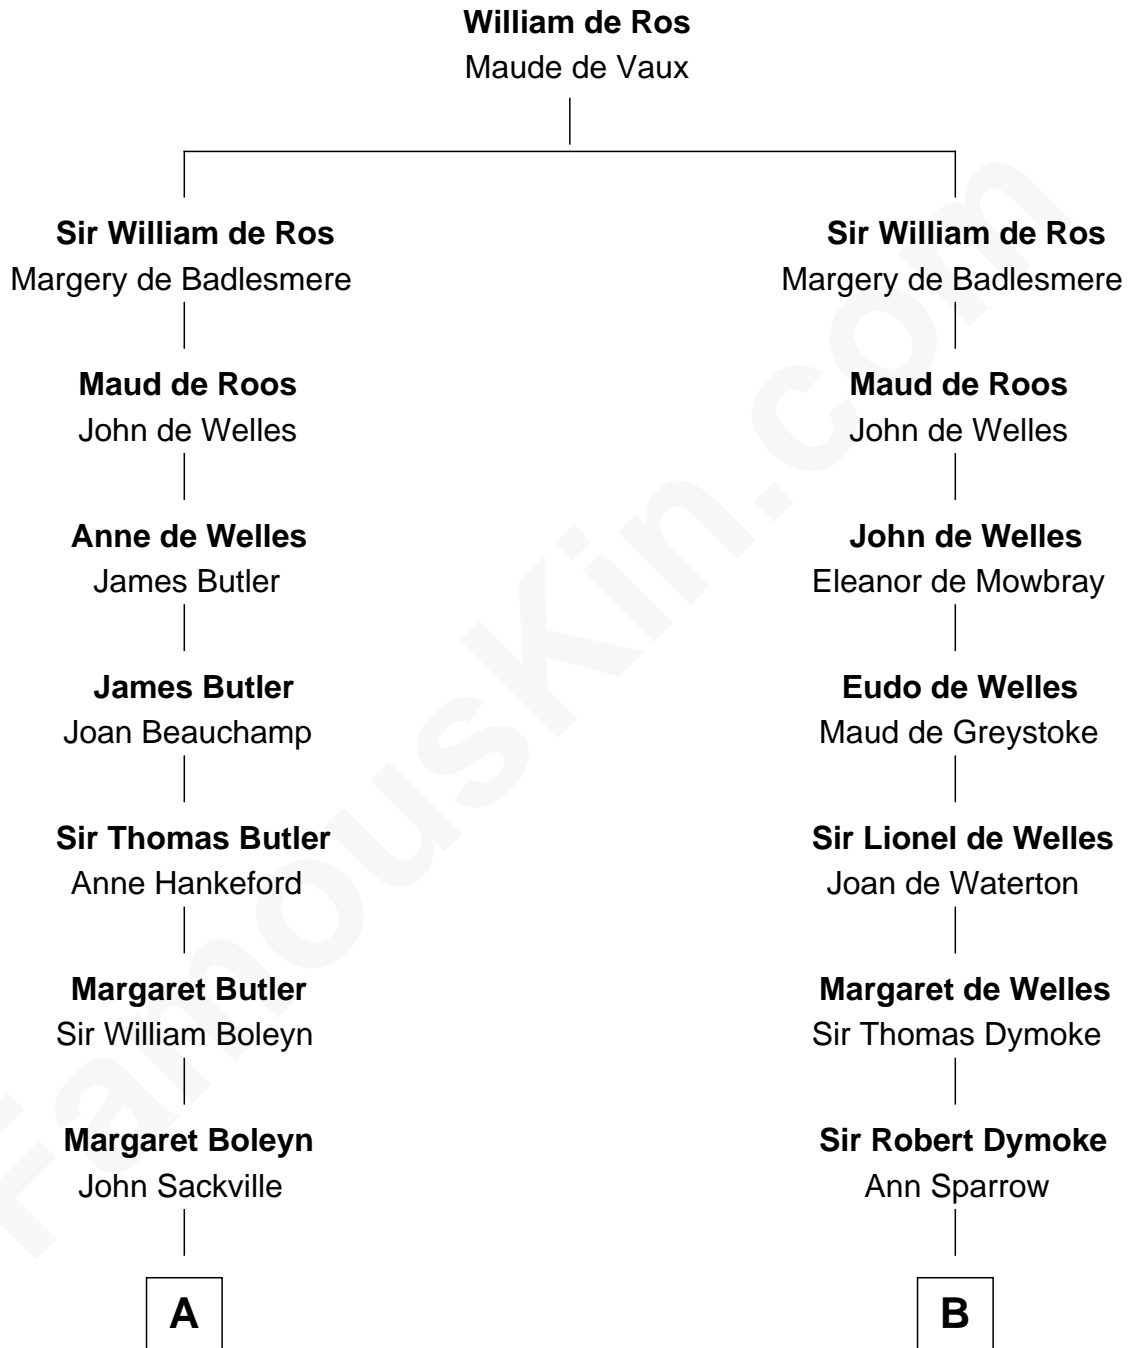 William de Ros
Maude de Vaux
Sir William de Ros
Margery de Badlesmere
Maud de Roos
John de Welles
Anne de Welles
James Butler
James Butler
Joan Beauchamp
Sir Thomas Butler
Anne Hankeford
Margaret Butler
Sir William Boleyn
Margaret Boleyn
John Sackville
A
Sir William de Ros
Margery de Badlesmere
Maud de Roos
John de Welles
John de Welles
Eleanor de Mowbray
Eudo de Welles
Maud de Greystoke
Sir Lionel de Welles
Joan de Waterton
Margaret de Welles
Sir Thomas Dymoke
Sir Robert Dymoke
Ann Sparrow
B
FamousKin.com